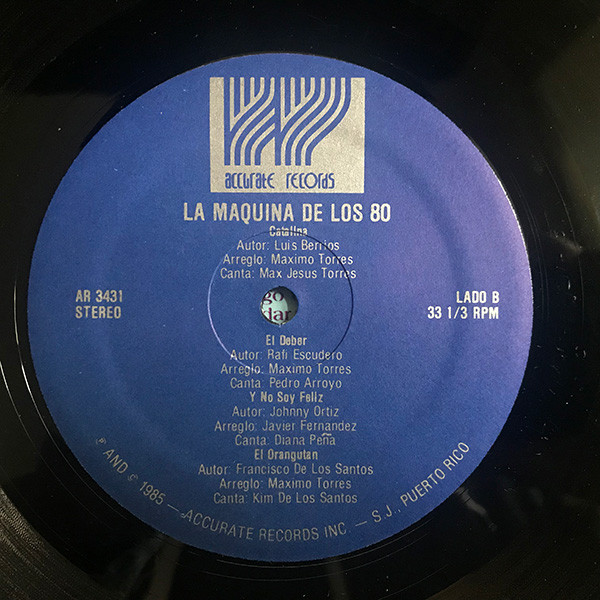 accurate records
LA MAQUINA DE LOS 80
Catalina
Autor: Luis Berrios
Arreglo: Maximo Torres
Canta: Max Jesus Torres
AR 3431
STEREO
LADO B
33 1/3 RPM
go
dar
El Deber
Autor: Rafi Escudero
Arreglo: Maximo Torres
Canta: Pedro Arroyo
Y No Soy Feliz
Autor: Johnny Ortiz
Arreglo: Javier Fernandez
Canta: Diana Peña
El Orangutan
Autor: Francisco De Los Santos
Arreglo: Maximo Torres
Canta: Kim De Los Santos
℗ AND © 1985 — ACCURATE RECORDS INC — S.J., PUERTO RICO